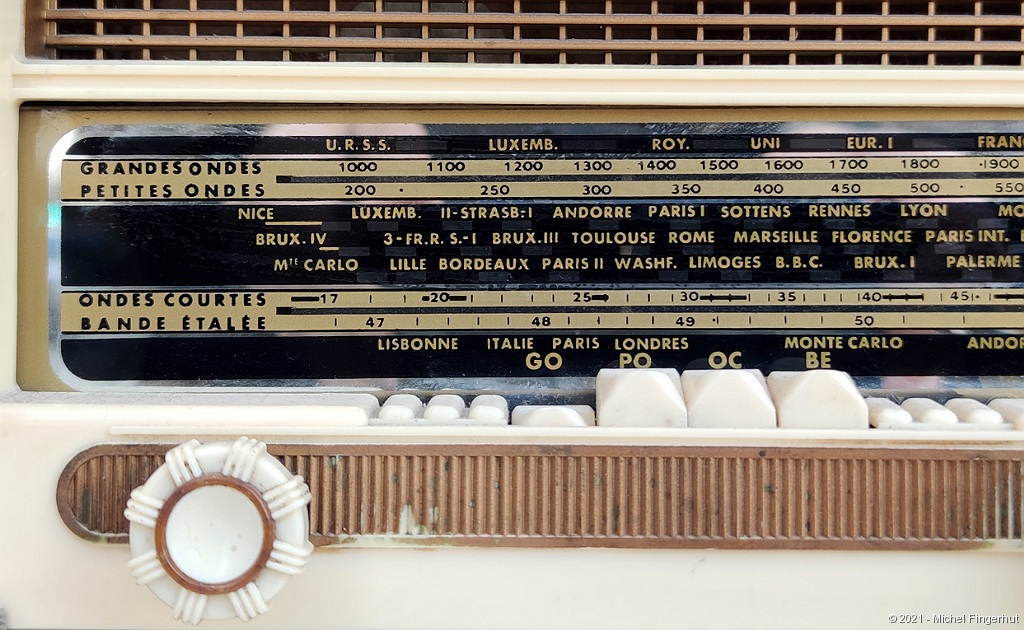 U.R.S.S. LUXEMB. ROY. UNI EUR. I FRAN
GRANDES ONDES 1000 1100 1200 1300 1400 1500 1600 1700 1800 1900
PETITES ONDES 200 250 300 350 400 450 500 550
NICE LUXEMB. II-STRASB:I ANDORRE PARIS I SOTTENS RENNES LYON MO
BRUX. IV 3-FR.R.S.-I BRUX.III TOULOUSE ROME MARSEILLE FLORENCE PARIS INT.
MTE CARLO LILLE BORDEAUX PARIS II WASHF. LIMOGES B.B.C. BRUX. I PALERME
ONDES COURTES 17 20 25 30 35 40 45
BANDE ÉTALÉE 47 48 49 50
LISBONNE ITALIE PARIS LONDRES MONTE CARLO ANDOR
GO PO OC BE
© 2021 - Michel Fingerhut